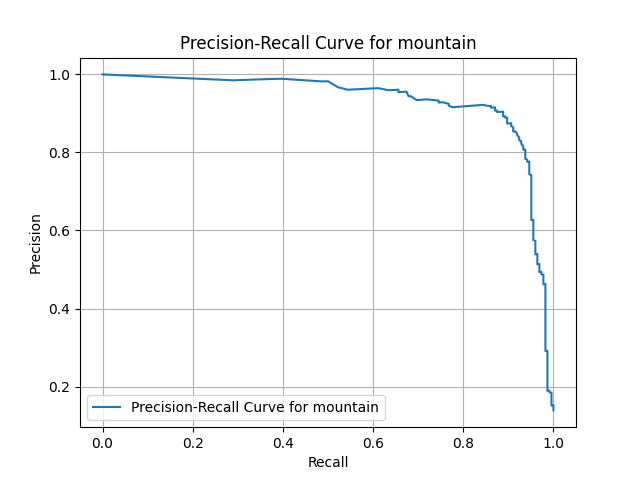 Precision-Recall Curve for mountain
1.0
0.8
0.6
0.4
0.2
Precision
Precision-Recall Curve for mountain
0.0 0.2 0.4 0.6 0.8 1.0
Recall